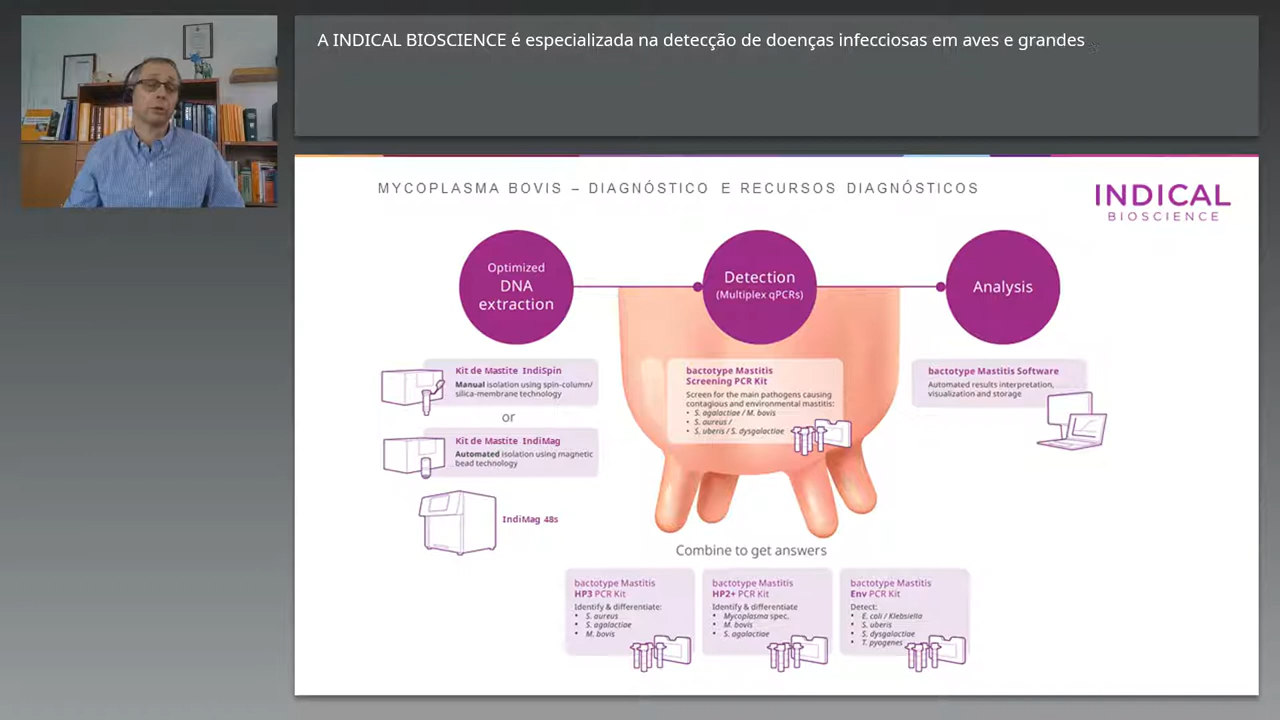 A INDICAL BIOSCIENCE é especializada na detecção de doenças infecciosas em aves e grandes
MYCOPLASMA BOVIS – DIAGNÓSTICO E RECURSOS DIAGNÓSTICOS
INDICAL
BIOSCIENCE
Optimized
DNA
extraction
Detection
(Multiplex qPCRs)
Analysis
Kit de Mastite IndiSpin
Manual isolation using spin-column/
silica-membrane technology
or
Kit de Mastite IndiMag
Automated isolation using magnetic
bead technology
IndiMag 48s
bactotype Mastitis
Screening PCR Kit
Screen for the main pathogens causing
contagious and environmental mastitis:
• S. agalactiae / M. bovis
• S. aureus /
• S. uberis / S. dysgalactiae
bactotype Mastitis Software
Automated results interpretation,
visualization and storage
Combine to get answers
bactotype Mastitis
HP3 PCR Kit
Identify & differentiate:
• S. aureus
• S. agalactiae
• M. bovis
bactotype Mastitis
HP2+ PCR Kit
Identify & differentiate
• Mycoplasma spec.
• M. bovis
• S. agalactiae
bactotype Mastitis
Env PCR Kit
Detect:
• E. coli / Klebsiella
• S. uberis
• S. dysgalactiae
• T. pyogenes